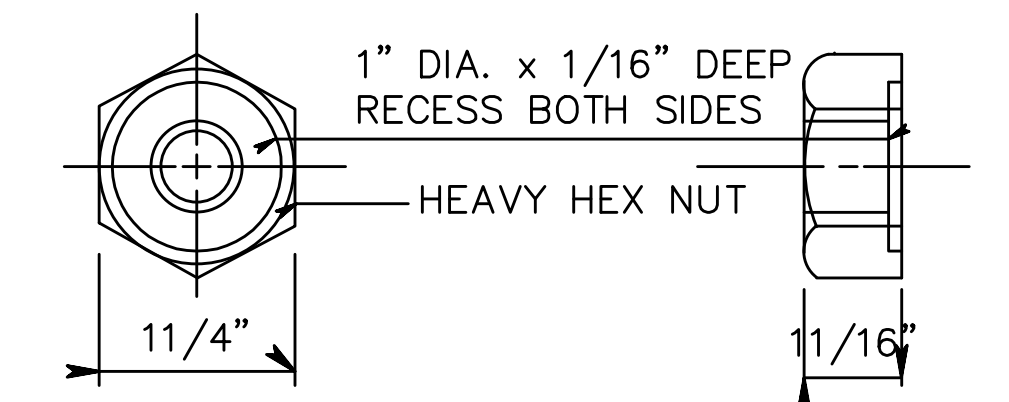 1” DIA. x 1/16” DEEP
RECESS BOTH SIDES
HEAVY HEX NUT
11/4”
11/16”